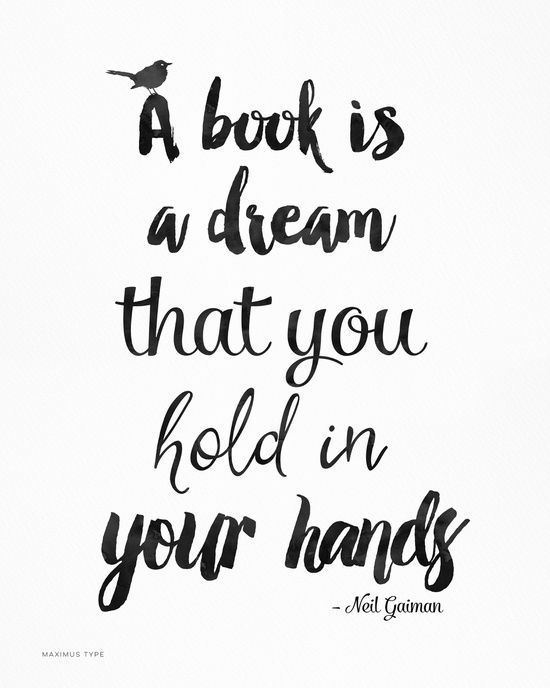 A book is
a dream
that you
hold in
your hands
– Neil Gaiman
MAXIMUS TYPE